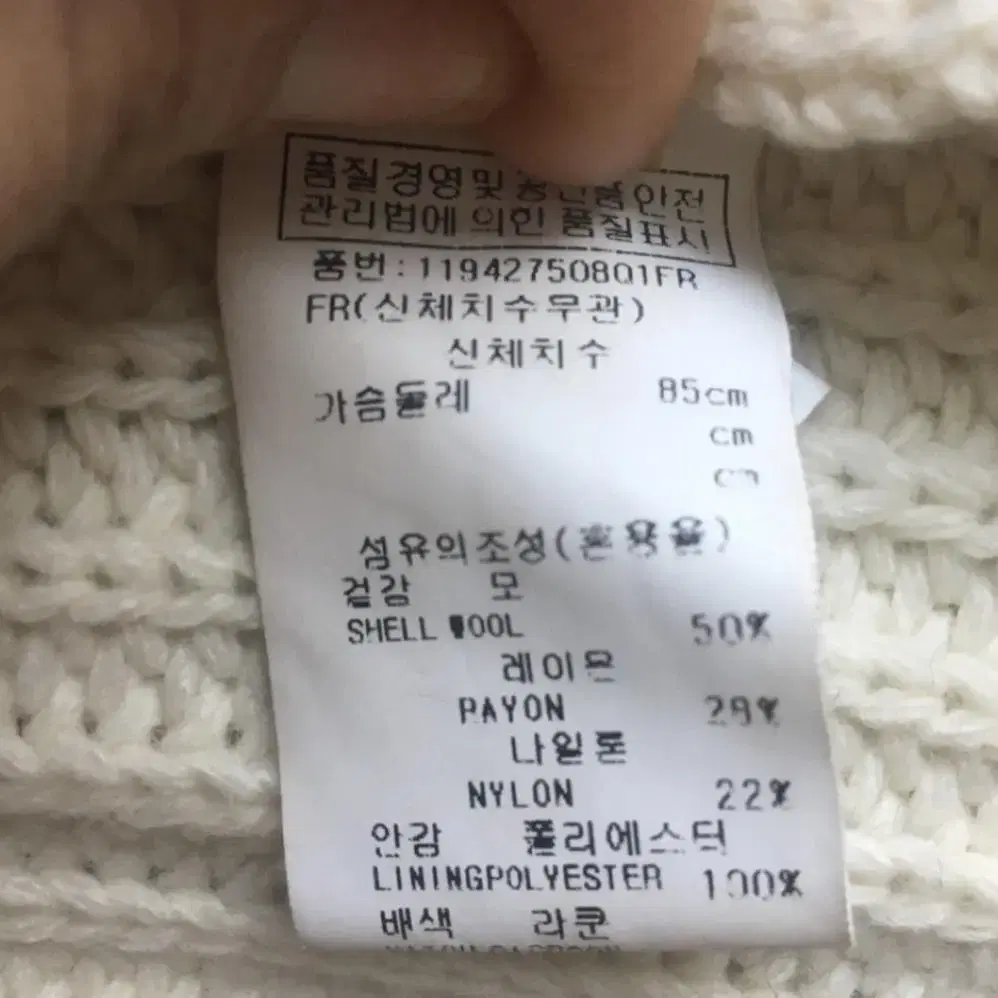 품질경영및공산품안전
관리법에 의한 품질표시
품번:11942750801FR
FR(신체치수무관)
신체치수
가슴둘레 85cm
cm
cm
섬유의조성(혼용율)
겉감 모
SHELL WOOL 50%
레이온
RAYON 28%
나일론
NYLON 22%
안감 폴리에스터
LININGPOLYESTER 100%
배색 라쿤